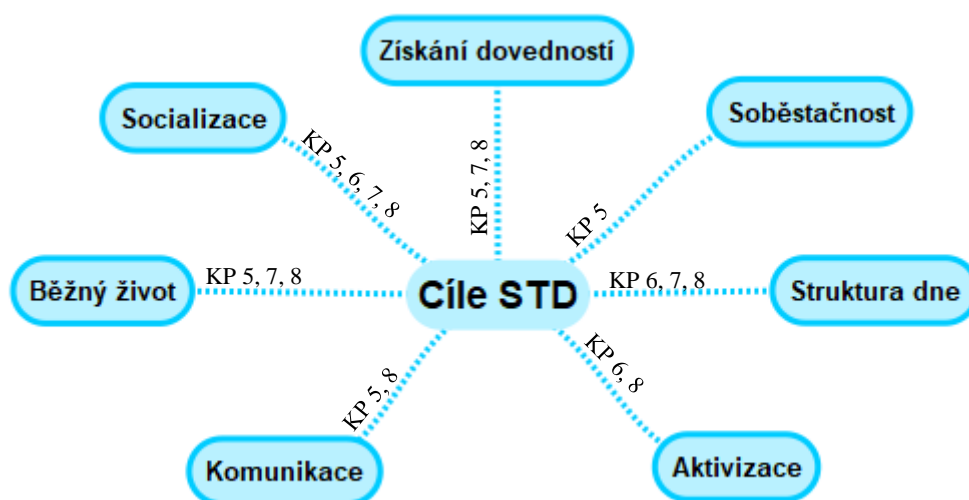 Získání dovedností
Socializace
Soběstačnost
KP 5, 6, 7, 8
KP 5, 7, 8
KP 5
Běžný život
KP 5, 7, 8
Cíle STD
KP 6, 7, 8
Struktura dne
KP 5, 8
KP 6, 8
Komunikace
Aktivizace